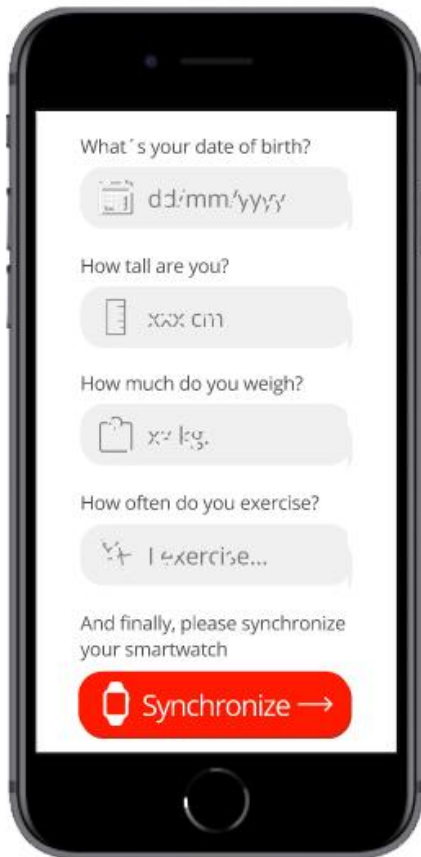 What´s your date of birth?
dd/mm/yyyy
How tall are you?
xxx cm
How much do you weigh?
xx kg.
How often do you exercise?
I exercise...
And finally, please synchronize
your smartwatch
Synchronize →